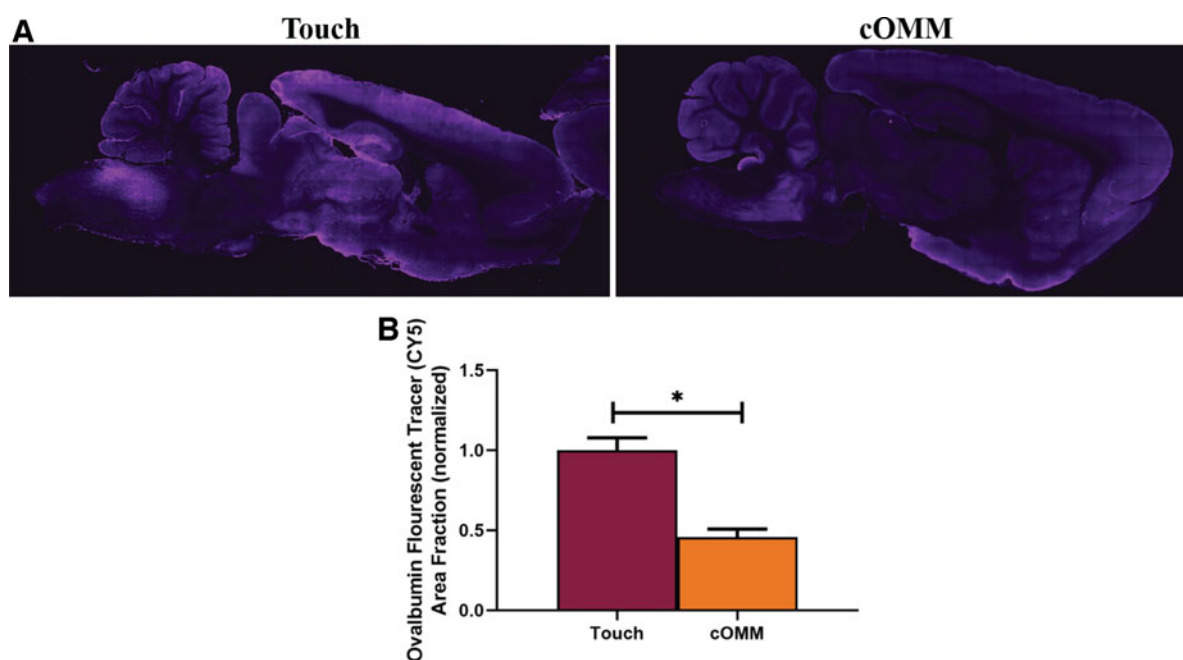 A
Touch
cOMM
B
Ovalbumin Flourescent Tracer (CY5)
Area Fraction (normalized)
1.5
1.0
0.5
0.0
*
Touch
cOMM